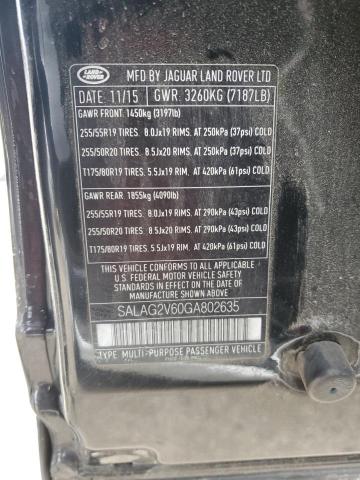 LAND ROVER
MFD BY JAGUAR LAND ROVER LTD
DATE: 11/15 GWR: 3260KG (7187LB)
GAWR FRONT: 1450kg (3197lb)
255/55R19 TIRES. 8.0Jx19 RIMS. AT 250kPa (37psi) COLD
255/50R20 TIRES. 8.5Jx20 RIMS. AT 250kPa (37psi) COLD
T175/80R19 TIRES. 5.5Jx19 RIM. AT 420kPa (61psi) COLD
GAWR REAR: 1855kg (4090lb)
255/55R19 TIRES. 8.0Jx19 RIMS. AT 290kPa (43psi) COLD
255/50R20 TIRES. 8.5Jx20 RIMS. AT 290kPa (43psi) COLD
T175/80R19 TIRES. 5.5Jx19 RIM. AT 420kPa (61psi) COLD
THIS VEHICLE CONFORMS TO ALL APPLICABLE
U.S. FEDERAL MOTOR VEHICLE SAFETY STANDARDS
IN EFFECT ON THE DATE OF
MANUFACTURE SHOWN ABOVE.
SALAG2V60GA802635
TYPE: MULTI-PURPOSE PASSENGER VEHICLE